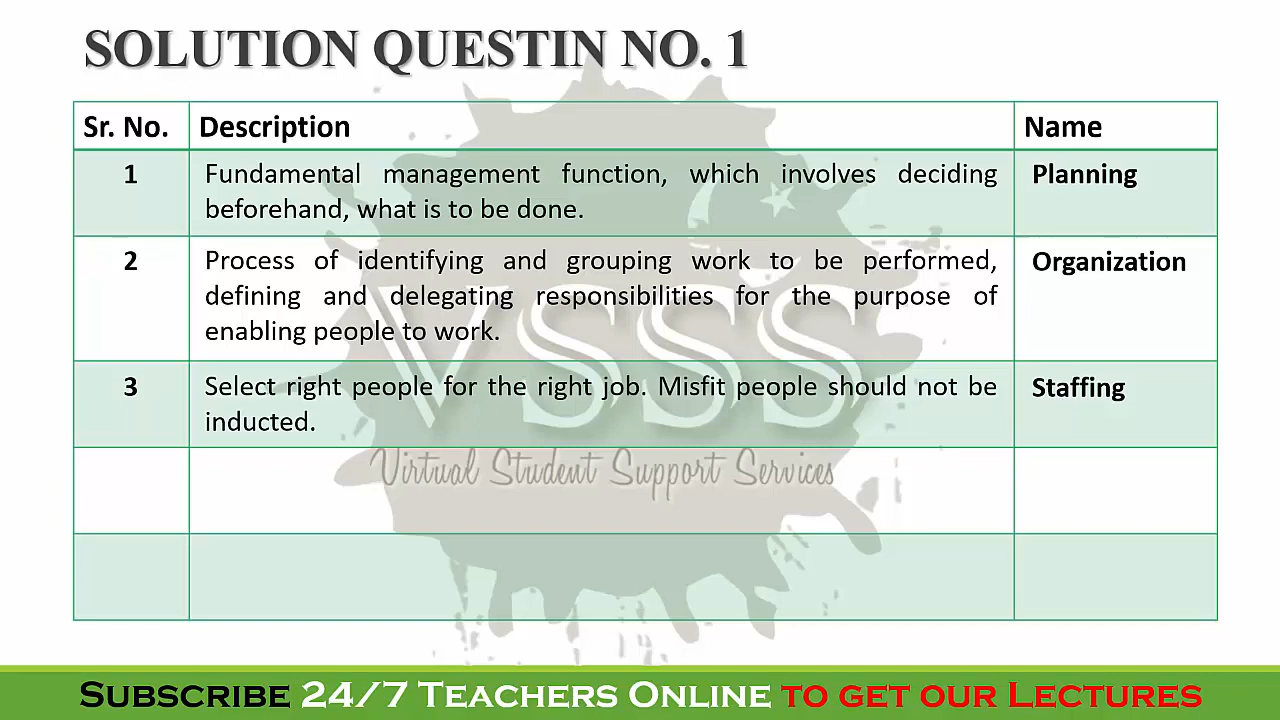 SOLUTION QUESTIN NO. 1
Sr. No. Description Name
1 Fundamental management function, which involves deciding Planning
beforehand, what is to be done.
2 Process of identifying and grouping work to be performed, Organization
defining and delegating responsibilities for the purpose of
enabling people to work.
3 Select right people for the right job. Misfit people should not be Staffing
inducted.
VSSS
Virtual Student Support Services
SUBSCRIBE 24/7 TEACHERS ONLINE TO GET OUR LECTURES